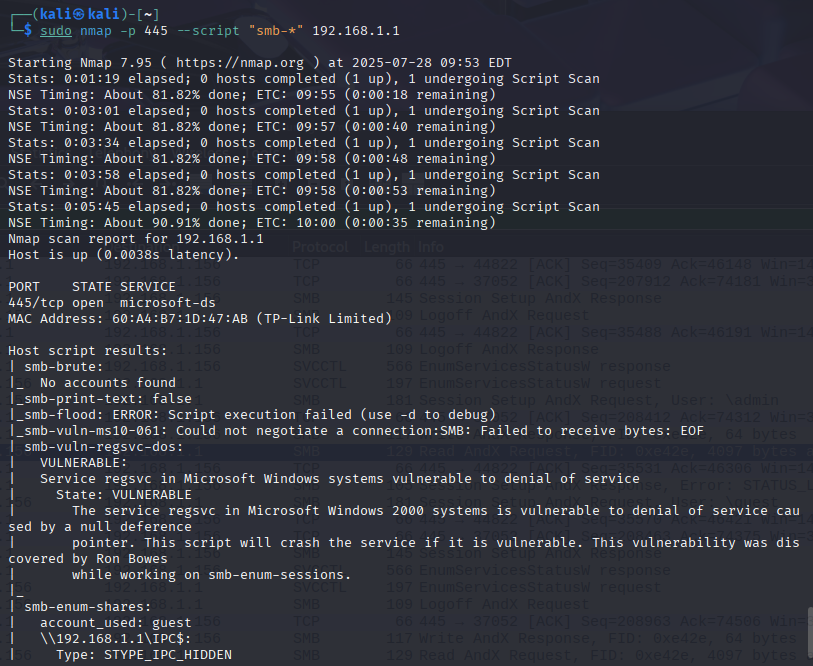 (kali㉿kali)-[~]
$ sudo nmap -p 445 --script "smb-*" 192.168.1.1
Starting Nmap 7.95 ( https://nmap.org ) at 2025-07-28 09:53 EDT
Stats: 0:01:19 elapsed; 0 hosts completed (1 up), 1 undergoing Script Scan
NSE Timing: About 81.82% done; ETC: 09:55 (0:00:18 remaining)
Stats: 0:03:01 elapsed; 0 hosts completed (1 up), 1 undergoing Script Scan
NSE Timing: About 81.82% done; ETC: 09:57 (0:00:40 remaining)
Stats: 0:03:34 elapsed; 0 hosts completed (1 up), 1 undergoing Script Scan
NSE Timing: About 81.82% done; ETC: 09:58 (0:00:48 remaining)
Stats: 0:03:58 elapsed; 0 hosts completed (1 up), 1 undergoing Script Scan
NSE Timing: About 81.82% done; ETC: 09:58 (0:00:53 remaining)
Stats: 0:05:45 elapsed; 0 hosts completed (1 up), 1 undergoing Script Scan
NSE Timing: About 90.91% done; ETC: 10:00 (0:00:35 remaining)
Nmap scan report for 192.168.1.1
Host is up (0.0038s latency).
PORT    STATE SERVICE
445/tcp open  microsoft-ds
MAC Address: 60:A4:B7:1D:47:AB (TP-Link Limited)
Host script results:
| smb-brute:
|_  No accounts found
|_smb-print-text: false
|_smb-flood: ERROR: Script execution failed (use -d to debug)
|_smb-vuln-ms10-061: Could not negotiate a connection:SMB: Failed to receive bytes: EOF
| smb-vuln-regsvc-dos:
|   VULNERABLE:
|   Service regsvc in Microsoft Windows systems vulnerable to denial of service
|     State: VULNERABLE
|       The service regsvc in Microsoft Windows 2000 systems is vulnerable to denial of service cau
sed by a null deference
|       pointer. This script will crash the service if it is vulnerable. This vulnerability was dis
covered by Ron Bowes
|       while working on smb-enum-sessions.
|_
| smb-enum-shares:
|   account_used: guest
|   \\192.168.1.1\IPC$:
|     Type: STYPE_IPC_HIDDEN